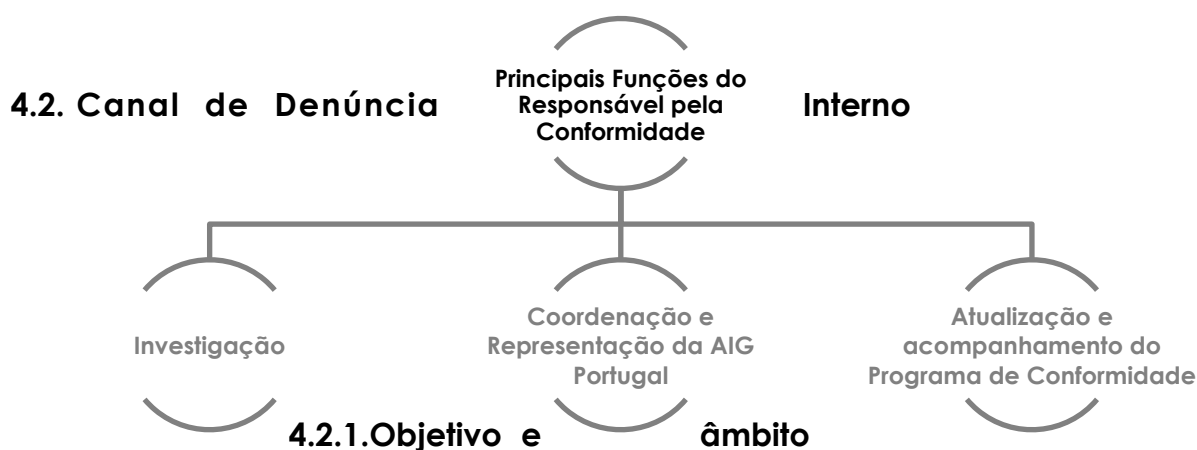 Principais Funções do
Responsável pela
Conformidade
4.2. Canal de Denúncia Interno
Investigação
Coordenação e
Representação da AIG
Portugal
Atualização e
acompanhamento do
Programa de Conformidade
4.2.1.Objetivo e âmbito